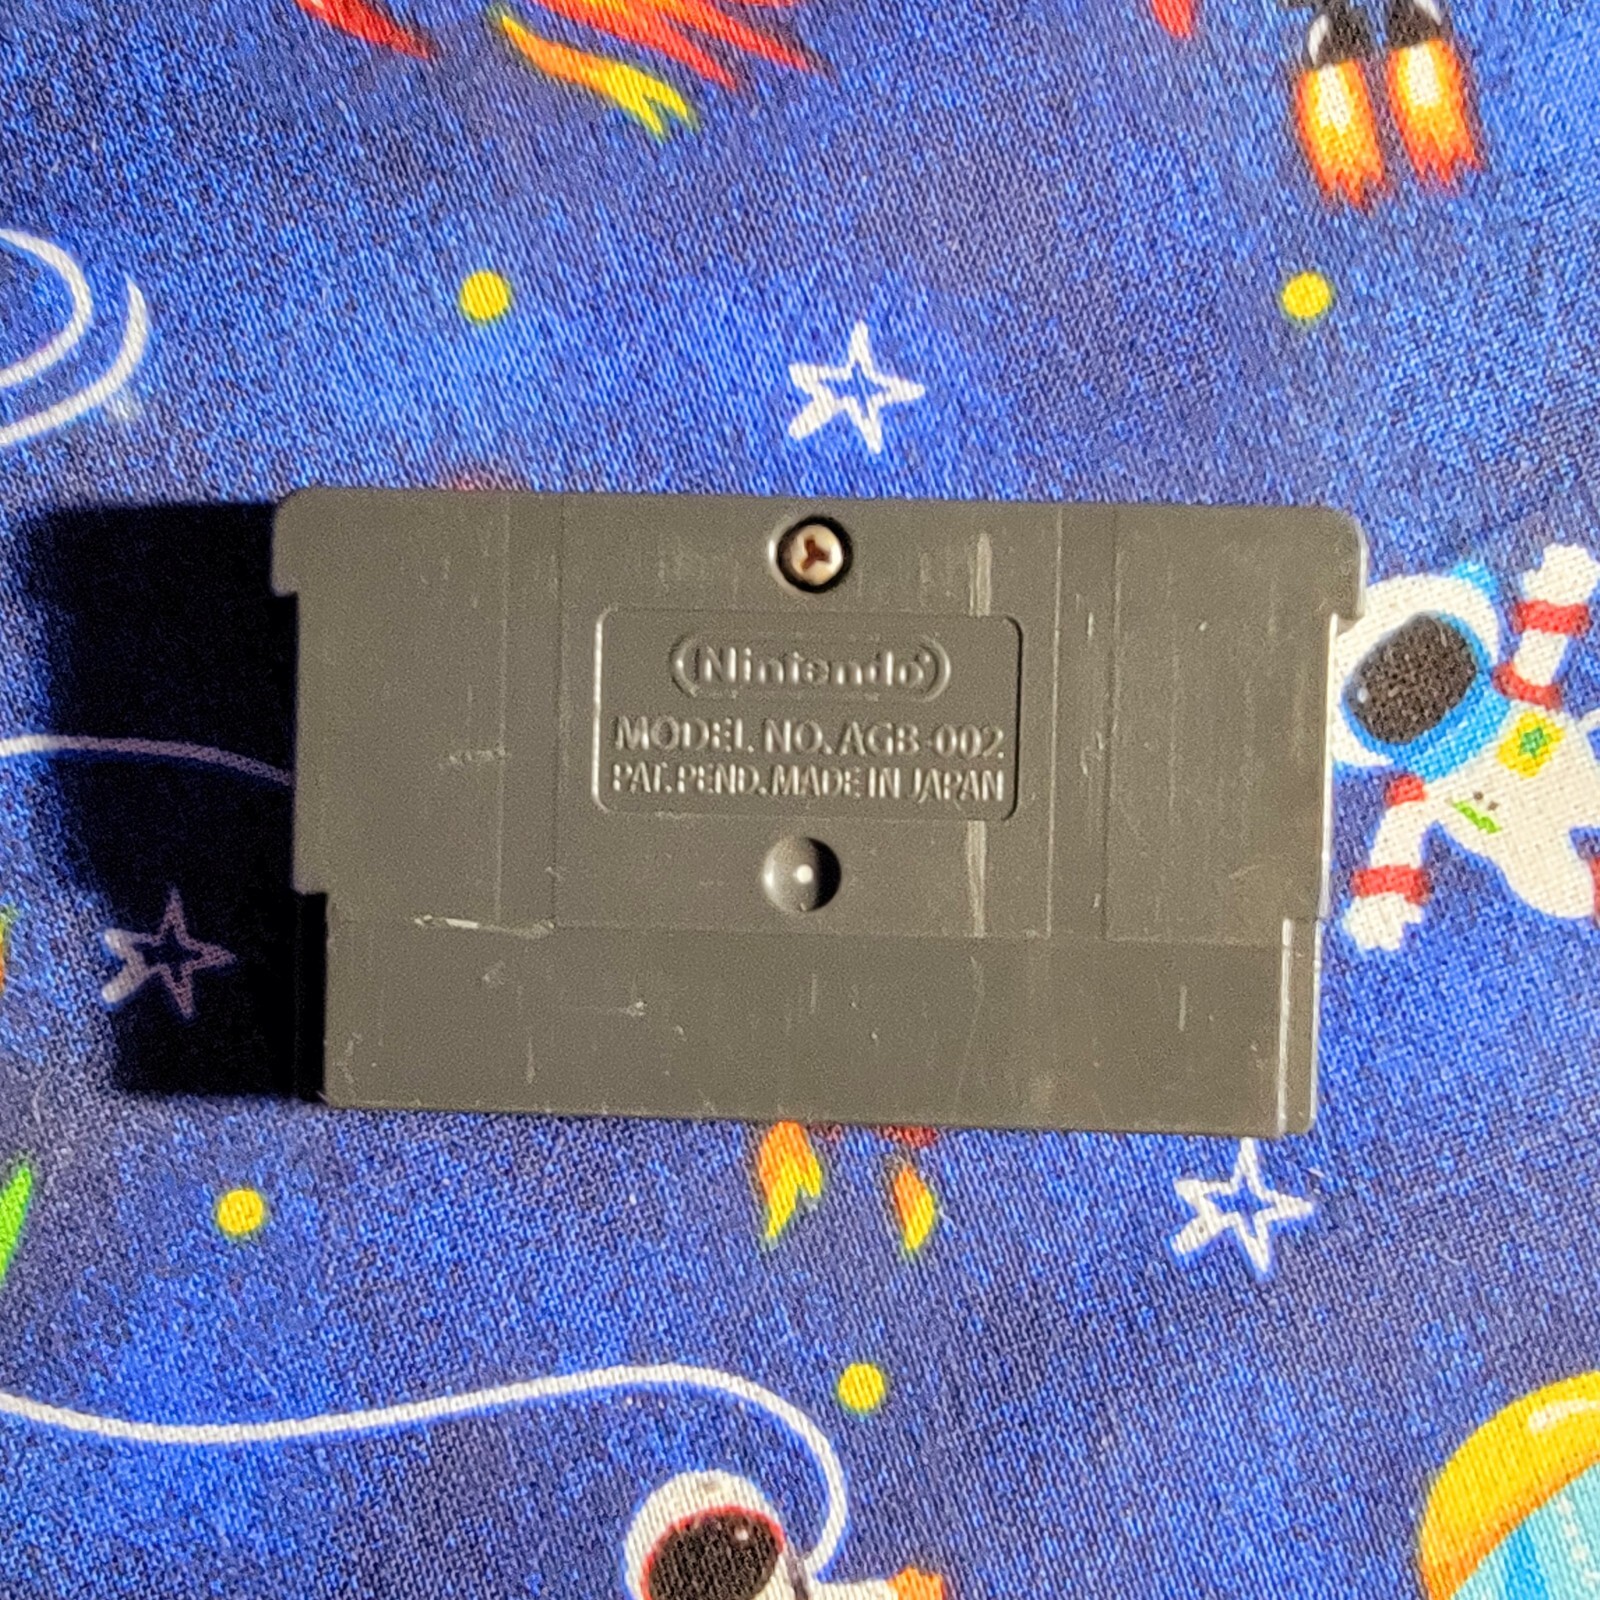 Nintendo
MODEL NO. AGB-002
PAT. PEND. MADE IN JAPAN